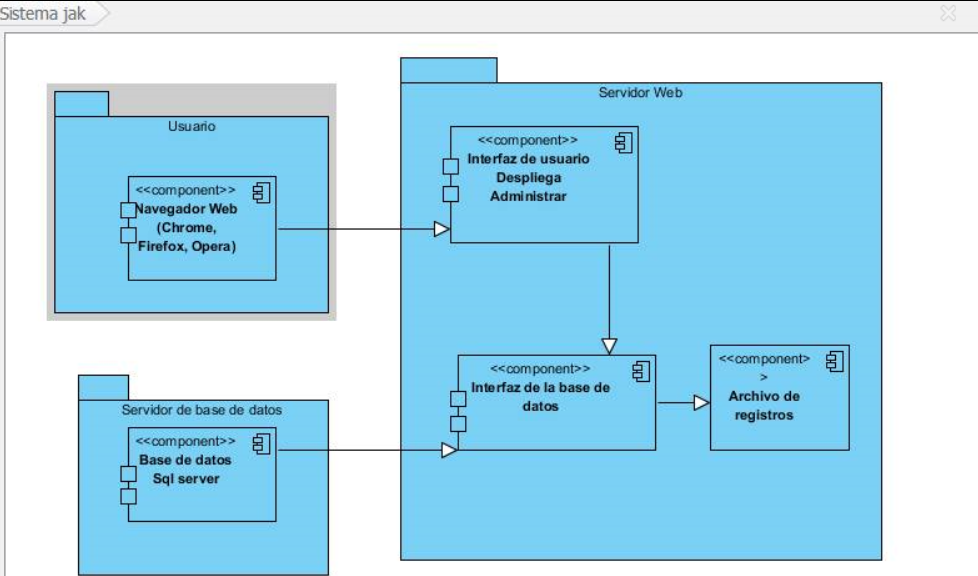 Sistema jak
Usuario
<<component>>
Navegador Web
(Chrome,
Firefox, Opera)
Servidor Web
<<component>>
Interfaz de usuario
Despliega
Administrar
Servidor de base de datos
<<component>>
Base de datos
Sql server
<<component>>
Interfaz de la base de
datos
<<component>
>
Archivo de
registros